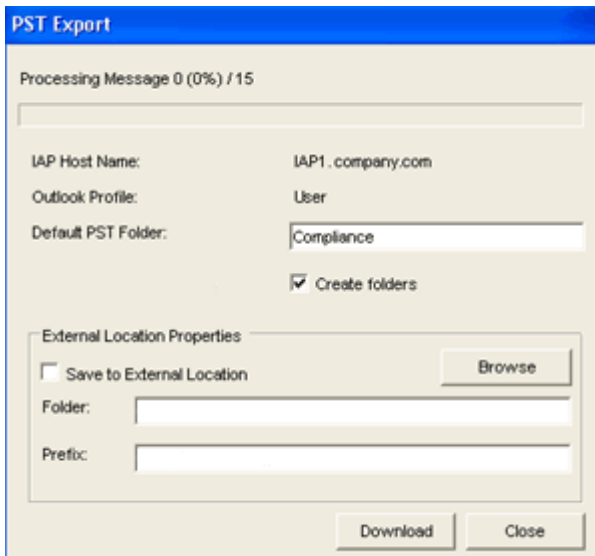 PST Export
Processing Message 0 (0%) / 15
IAP Host Name: IAP1.company.com
Outlook Profile: User
Default PST Folder: Compliance
Create folders
External Location Properties
Save to External Location Browse
Folder:
Prefix:
Download Close